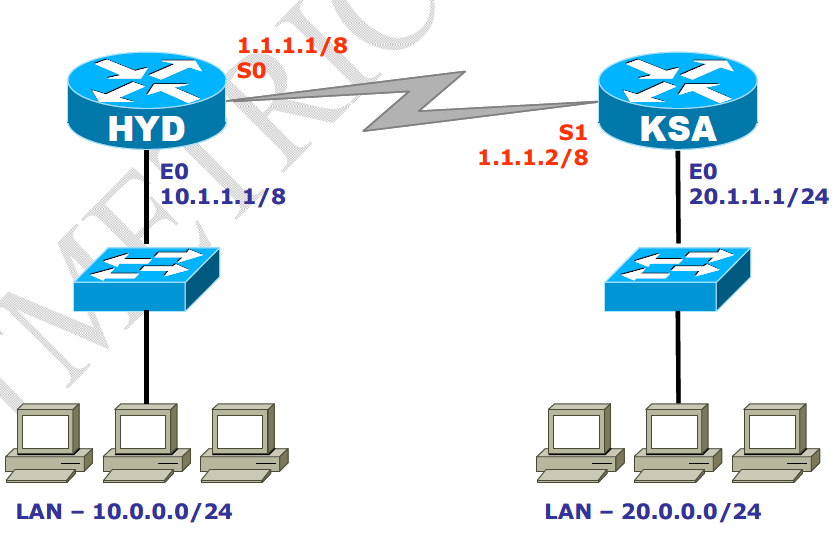 1.1.1.1/8
S0
HYD
KSA
S1
1.1.1.2/8
E0
10.1.1.1/8
E0
20.1.1.1/24
LAN – 10.0.0.0/24
LAN – 20.0.0.0/24